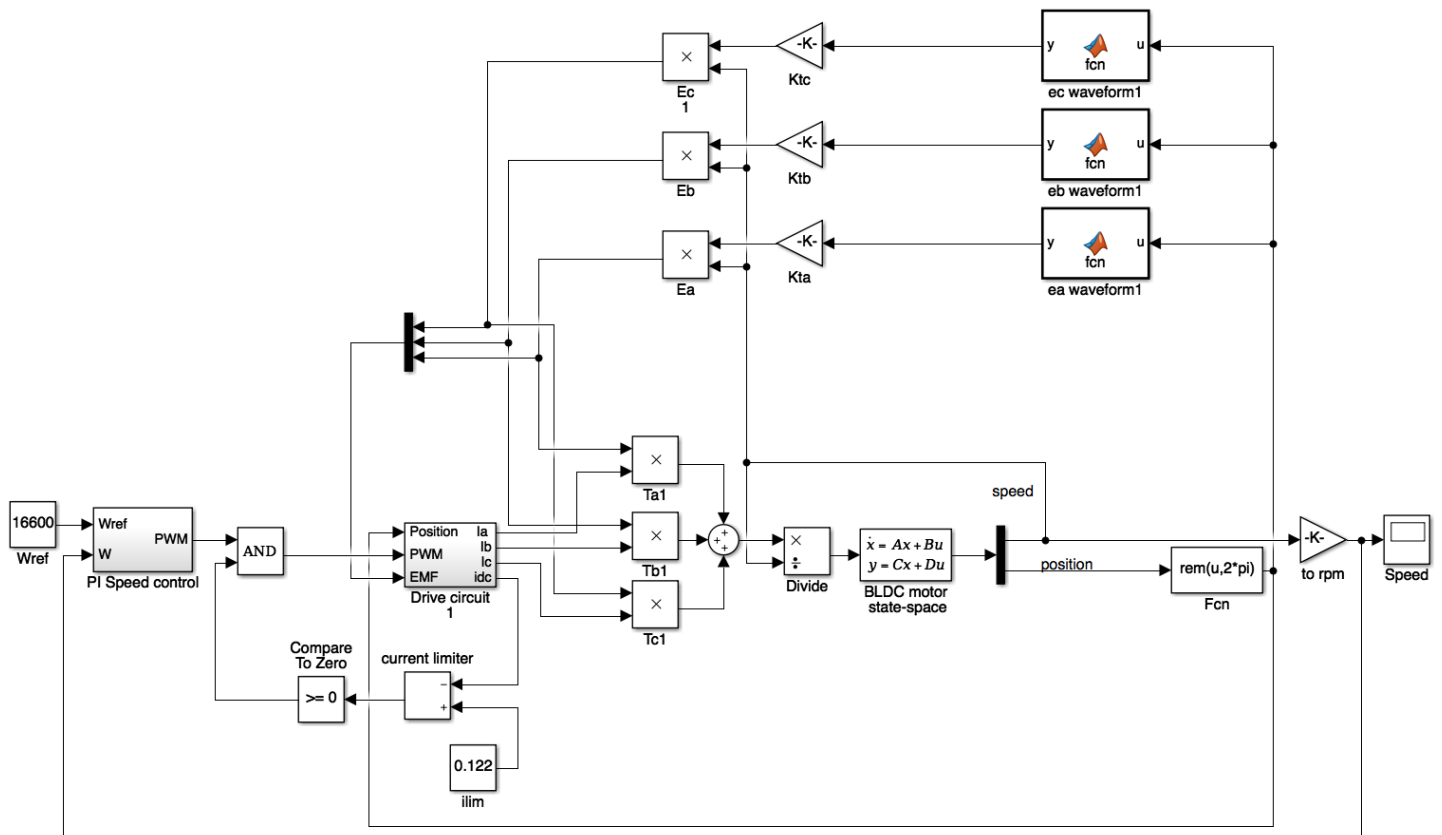 y
fcn
u
ec waveform1
-K-
Ktc
×
Ec
1
y
fcn
u
eb waveform1
-K-
Ktb
×
Eb
y
fcn
u
ea waveform1
-K-
Kta
×
Ea
16600
Wref
Wref
W
PWM
PI Speed control
AND
Position
PWM
EMF
Ia
Ib
Ic
idc
Drive circuit
1
×
Ta1
×
Tb1
×
Tc1
+
+
+
×
÷
Divide
ẋ = Ax+Bu
y = Cx+Du
BLDC motor
state-space
speed
position
rem(u,2*pi)
Fcn
-K-
to rpm
Speed
Compare
To Zero
>= 0
current limiter
−
+
0.122
ilim